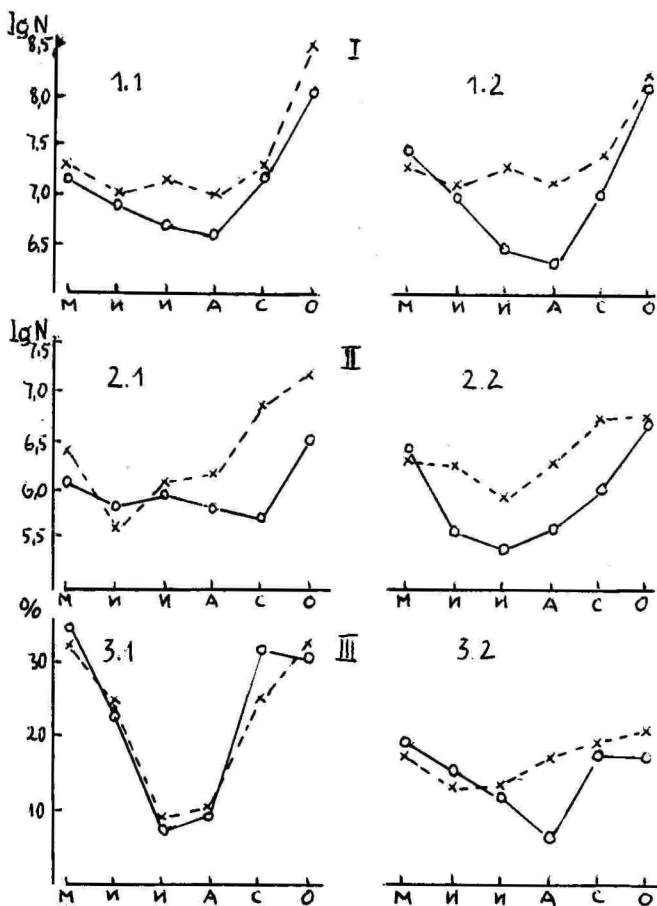 lgN
8,5
I
8,0
1.1
1.2
7,5
7,0
6,5
М И И А С О
М И И А С О
lgN
7,5
II
7,0
2.1
2.2
6,5
6,0
5,5
М И И А С О
М И И А С О
%
30
3.1
III
3.2
20
10
0
М И И А С О
М И И А С О